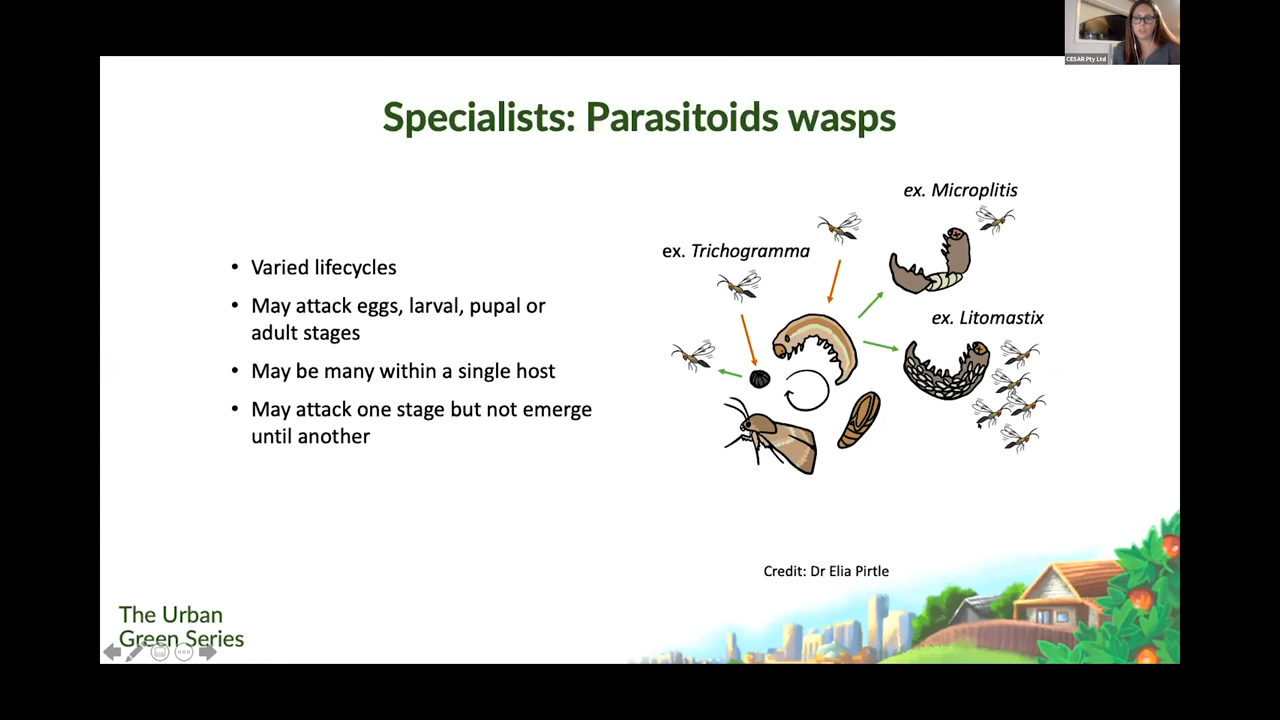 CESAR Pty Ltd
Specialists: Parasitoids wasps
• Varied lifecycles
• May attack eggs, larval, pupal or
adult stages
• May be many within a single host
• May attack one stage but not emerge
until another
ex. Microplitis
ex. Trichogramma
ex. Litomastix
Credit: Dr Elia Pirtle
The Urban
Green Series